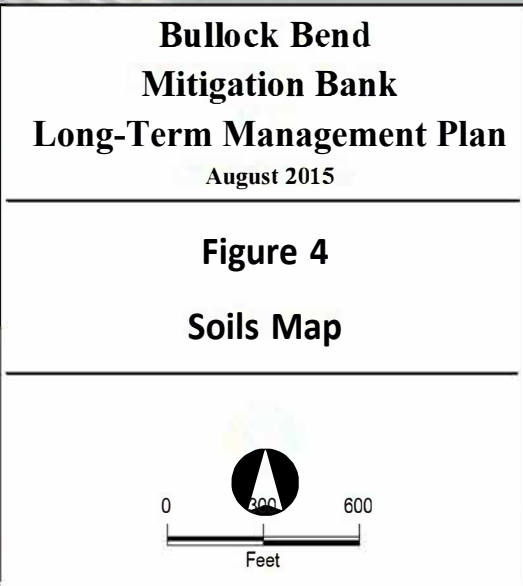 Bullock Bend
Mitigation Bank
Long-Term Management Plan
August 2015
Figure 4
Soils Map
0 300 600
Feet